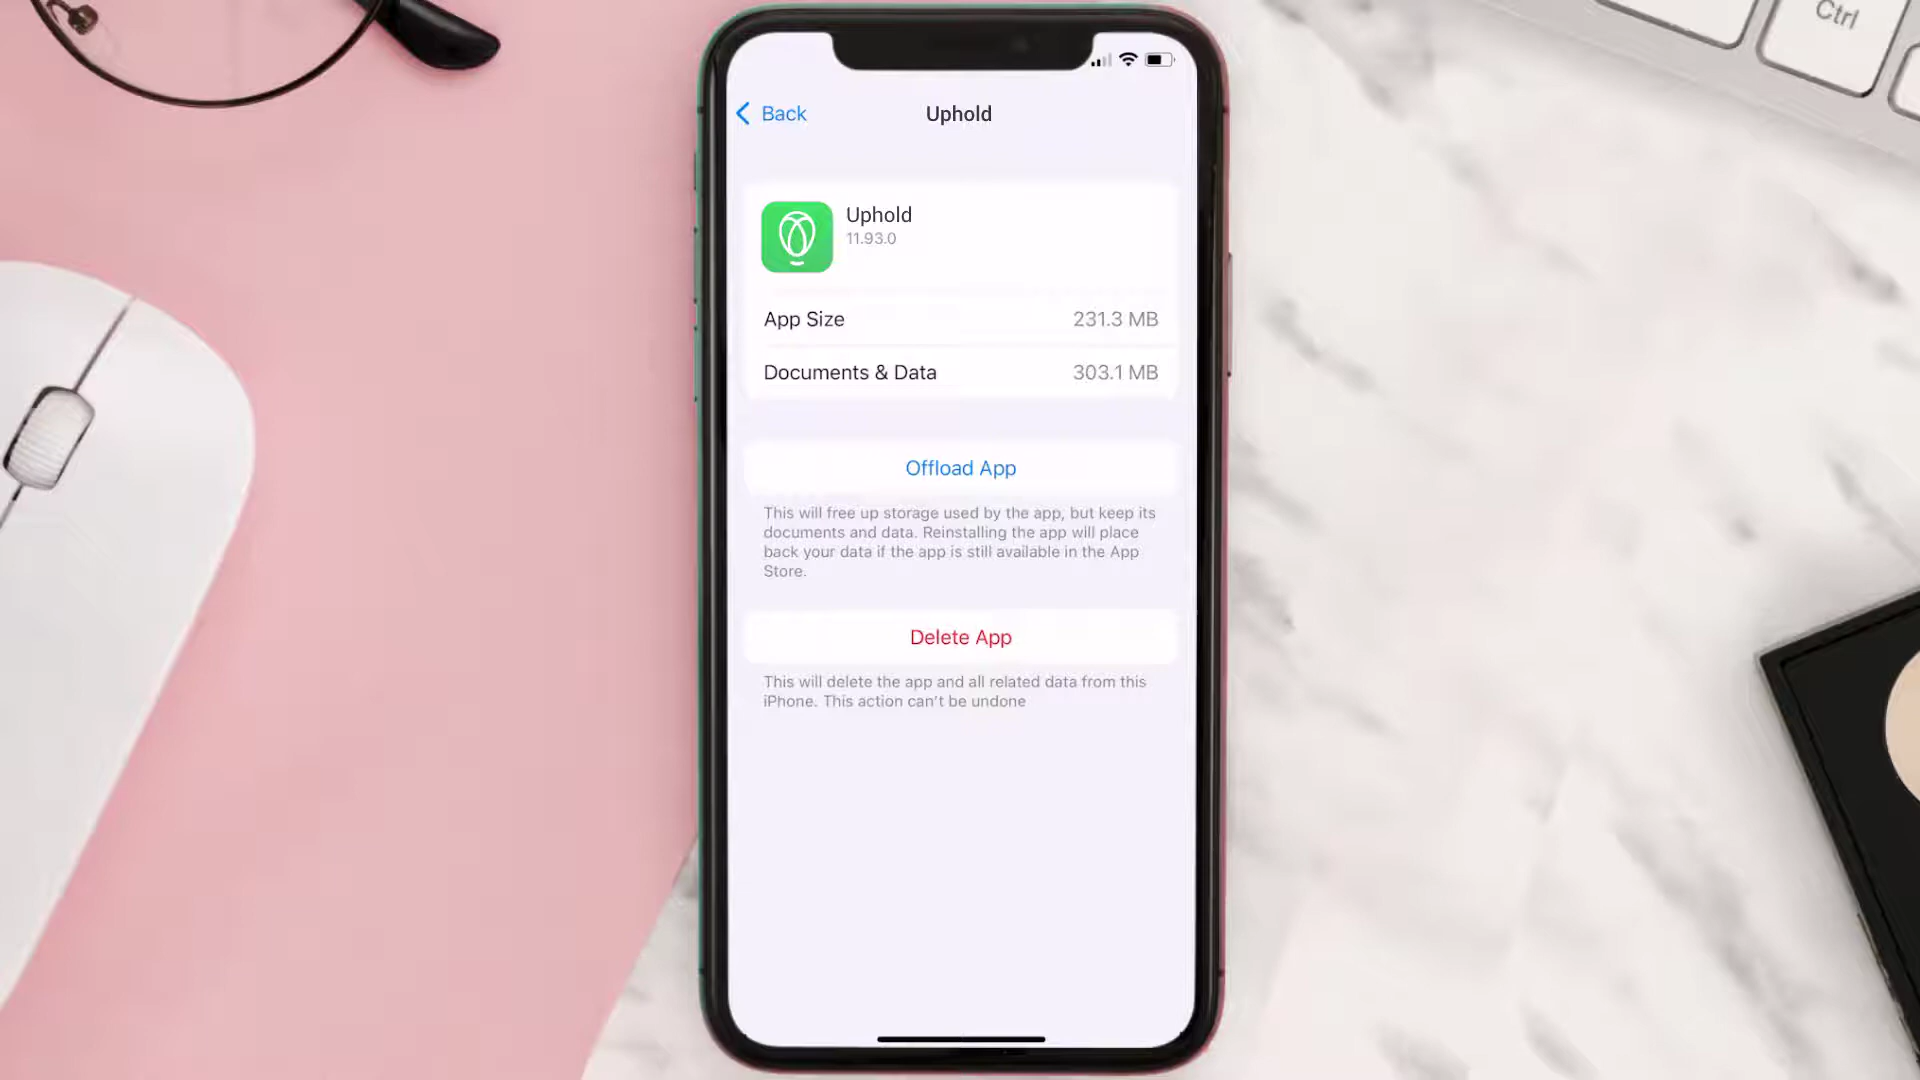 Ctrl
Back
Uphold
Uphold
11.93.0
App Size
231.3 MB
Documents & Data
303.1 MB
Offload App
This will free up storage used by the app, but keep its
documents and data. Reinstalling the app will place
back your data if the app is still available in the App
Store.
Delete App
This will delete the app and all related data from this
iPhone. This action can't be undone